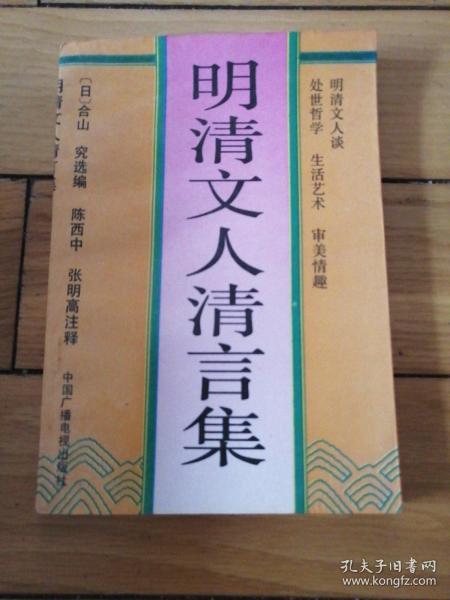 明清文人谈
处世哲学 生活艺术 审美情趣
明清文人清言集
〔日〕合山 究选编 陈西中 张明高注释
中国广播电视出版社
孔夫子旧书网
www.kongfz.com